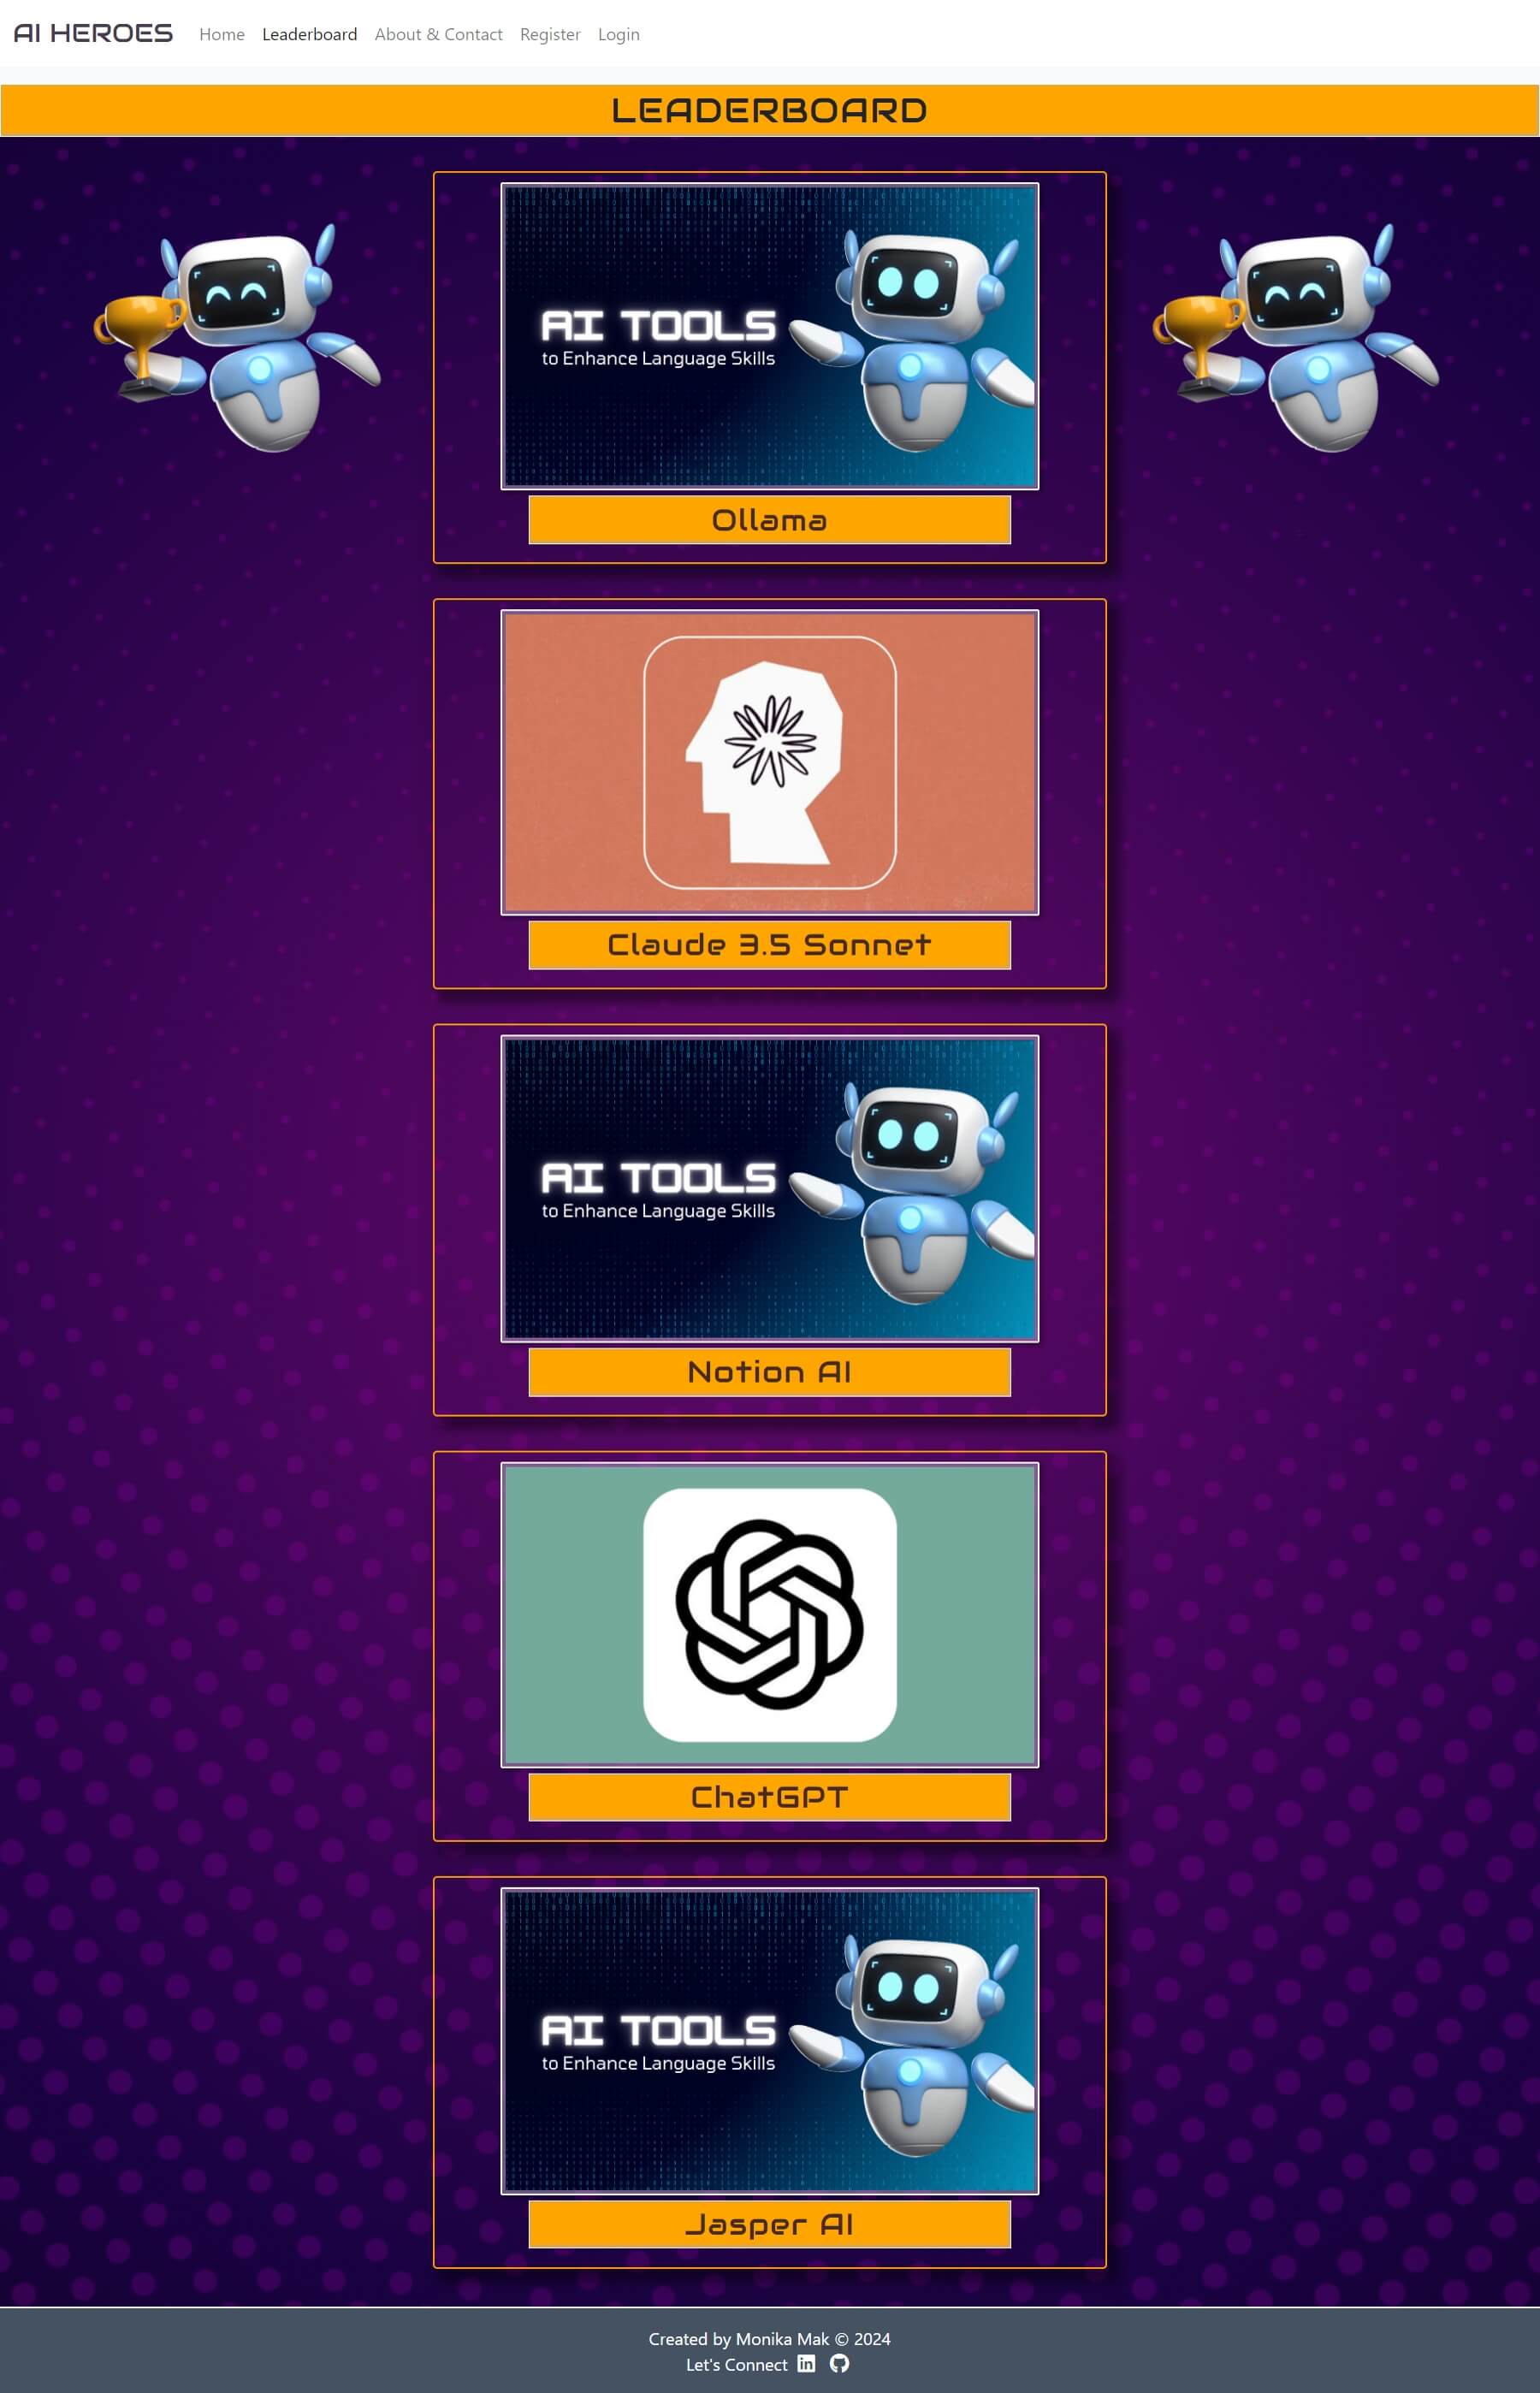 AI HEROES Home Leaderboard About & Contact Register Login
LEADERBOARD
AI TOOLS
to Enhance Language Skills
Ollama
Claude 3.5 Sonnet
AI TOOLS
to Enhance Language Skills
Notion AI
ChatGPT
AI TOOLS
to Enhance Language Skills
Jasper AI
Created by Monika Mak © 2024
Let's Connect